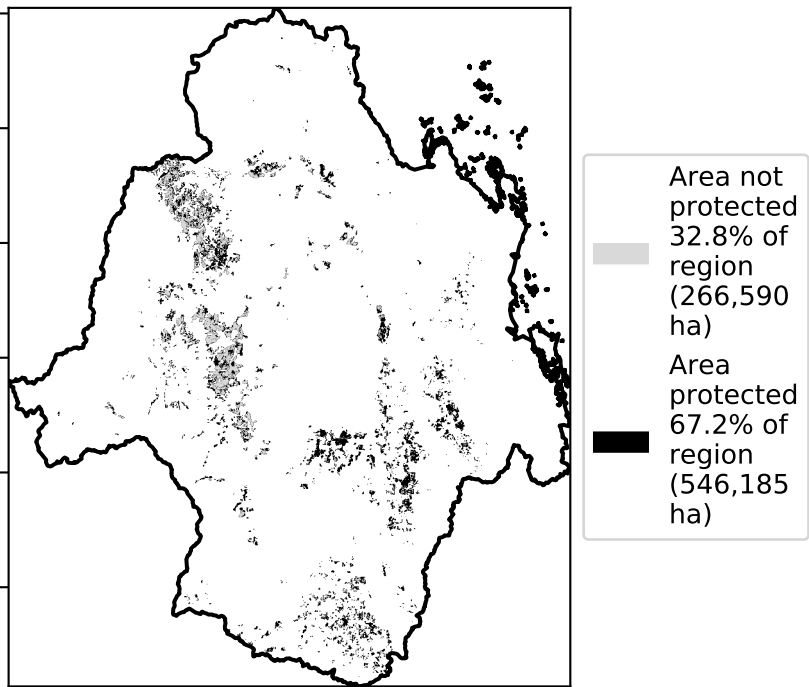 Area not
protected
32.8% of
region
(266,590
ha)
Area
protected
67.2% of
region
(546,185
ha)